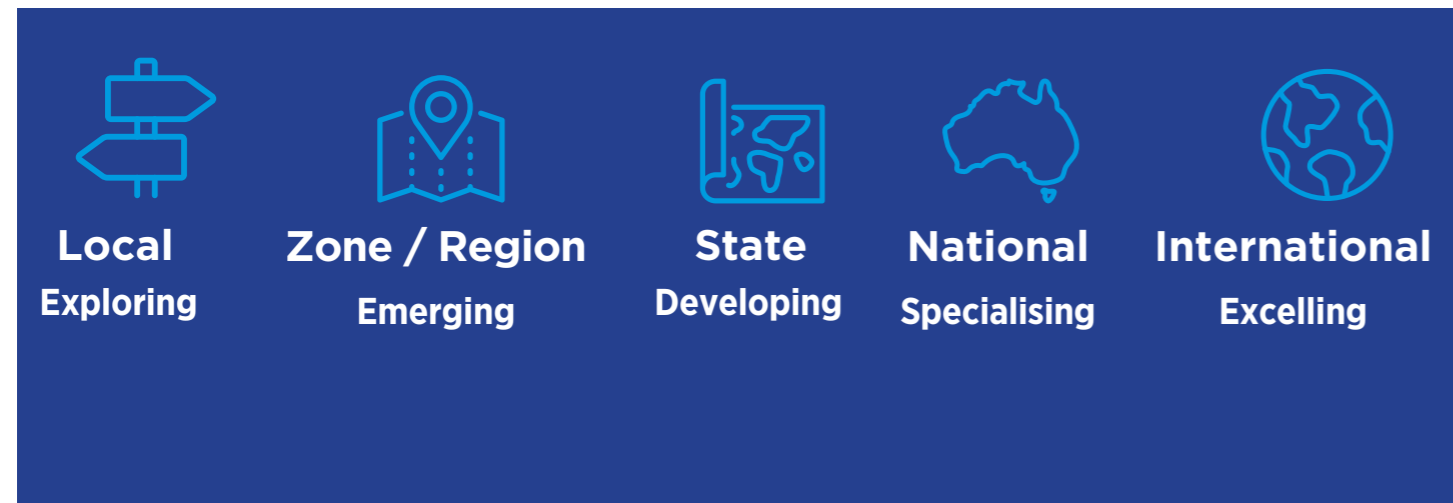 Local
Exploring
Zone / Region
Emerging
State
Developing
National
Specialising
International
Excelling